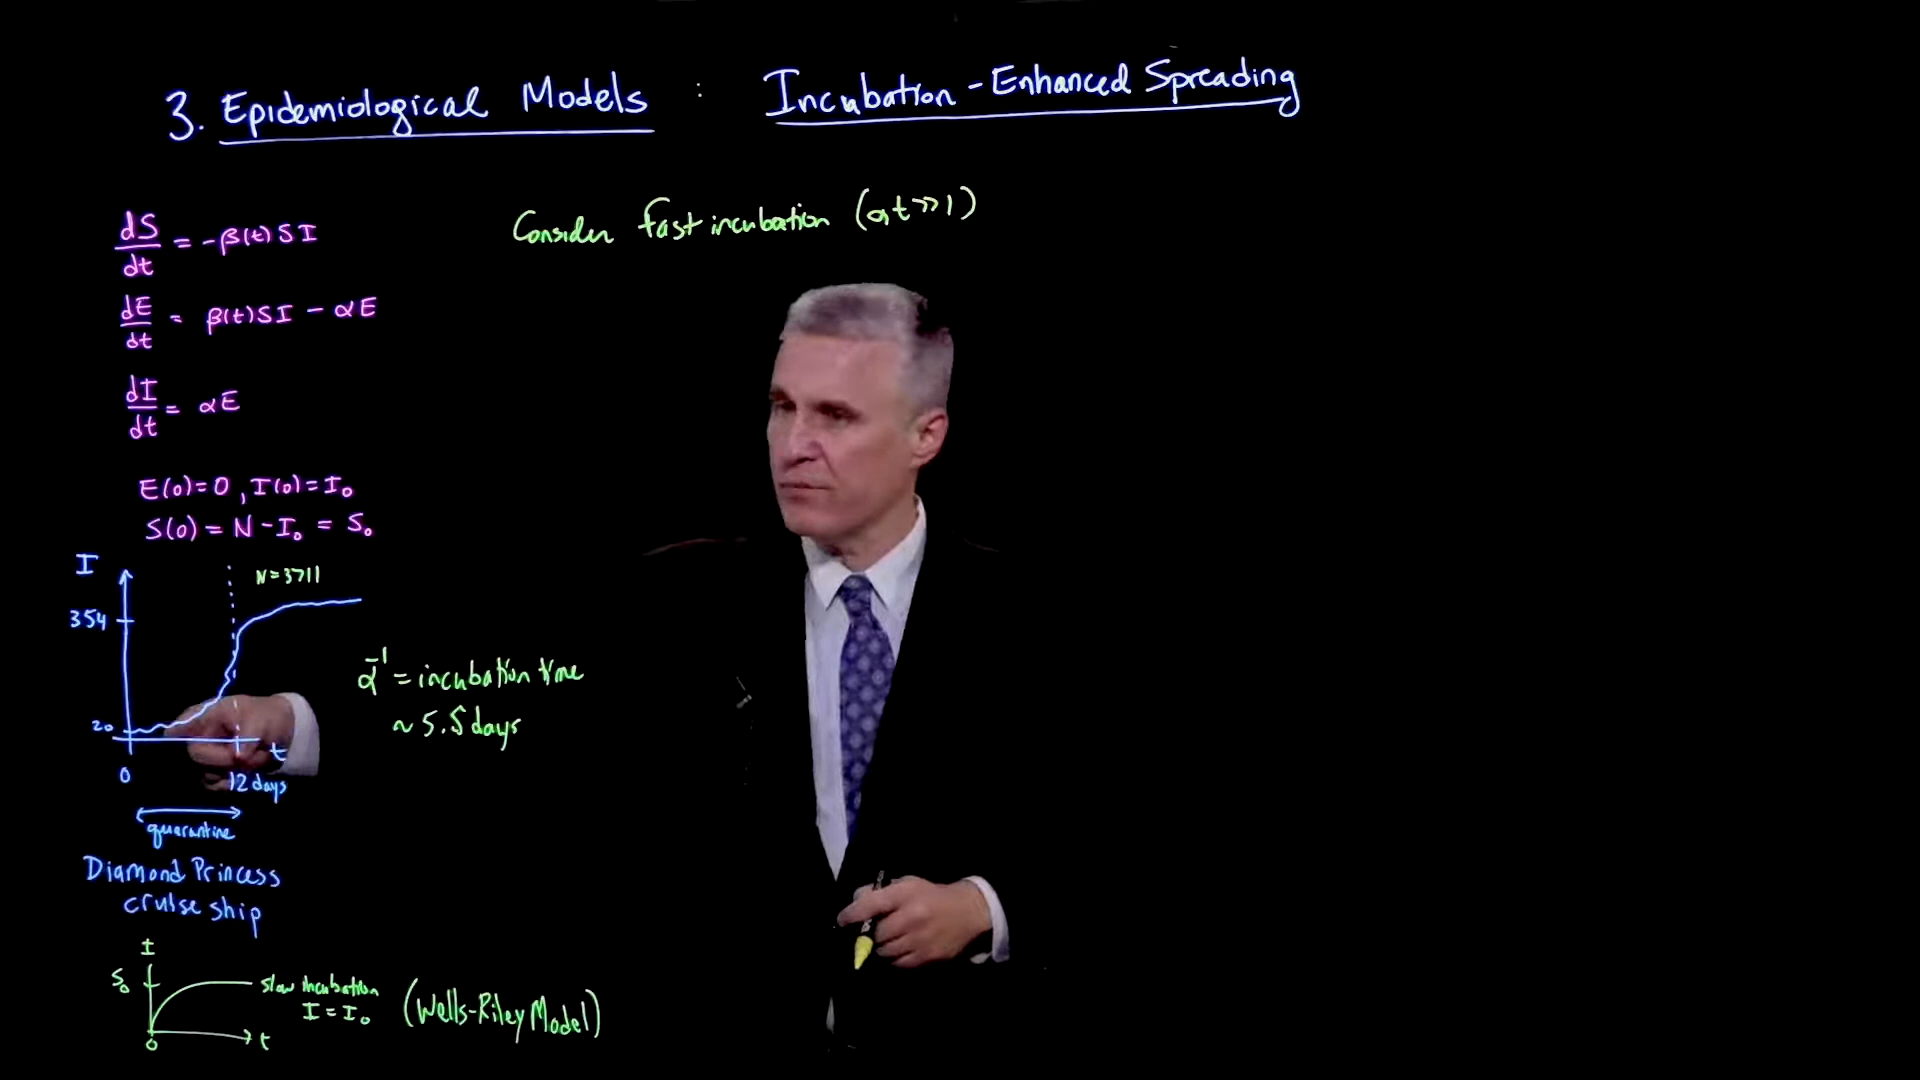 3. Epidemiological Models : Incubation-Enhanced Spreading
dS/dt = -β(t)SI
Consider fast incubation (αt>>1)
dE/dt = β(t)SI - αE
dI/dt = αE
E(0)=0, I(0)=I₀
S(0) = N-I₀ = S₀
I
N=3711
354
20
t
0
12 days
quarantine
α⁻¹ = incubation time
~ 5.5 days
Diamond Princess
cruise ship
I
S₀
slow incubation
I=I₀
(Wells-Riley Model)
0
t